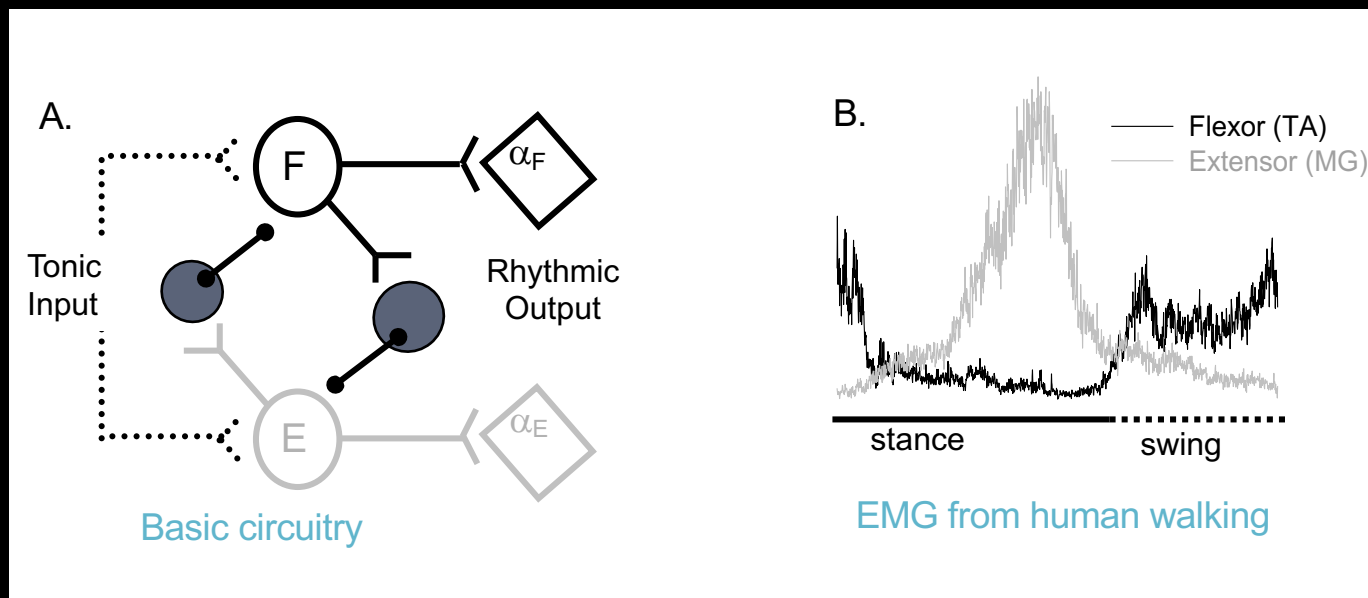 A.
F
αF
Tonic
Input
Rhythmic
Output
E
αE
Basic circuitry
B.
Flexor (TA)
Extensor (MG)
stance
swing
EMG from human walking